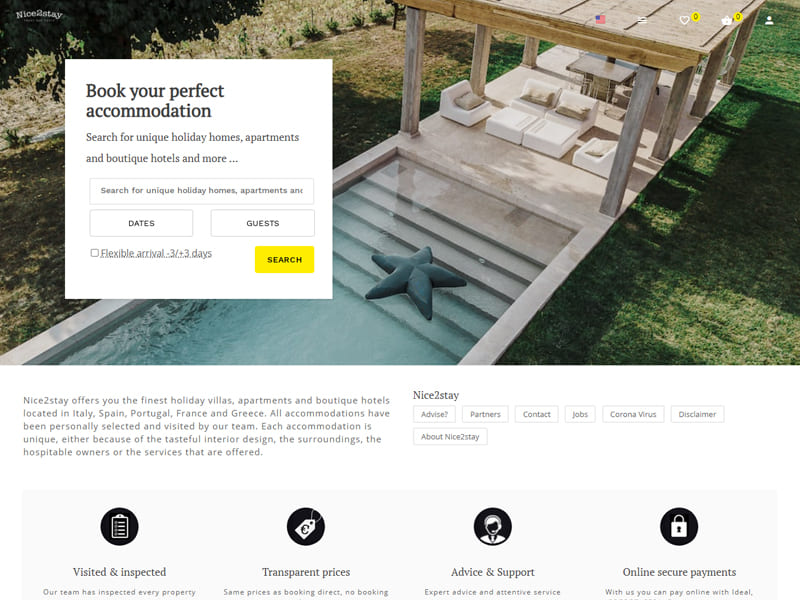 Nice2stay
0
0
Book your perfect
accommodation
Search for unique holiday homes, apartments
and boutique hotels and more ...
Search for unique holiday homes, apartments and
DATES
GUESTS
Flexible arrival -3/+3 days
SEARCH
Nice2stay offers you the finest holiday villas, apartments and boutique hotels
located in Italy, Spain, Portugal, France and Greece. All accommodations have
been personally selected and visited by our team. Each accommodation is
unique, either because of the tasteful interior design, the surroundings, the
hospitable owners or the services that are offered.
Nice2stay
Advise?
Partners
Contact
Jobs
Corona Virus
Disclaimer
About Nice2stay
Visited & inspected
Transparent prices
Advice & Support
Online secure payments
Our team has inspected every property
Same prices as booking direct, no booking
Expert advice and attentive service
With us you can pay online with Ideal,